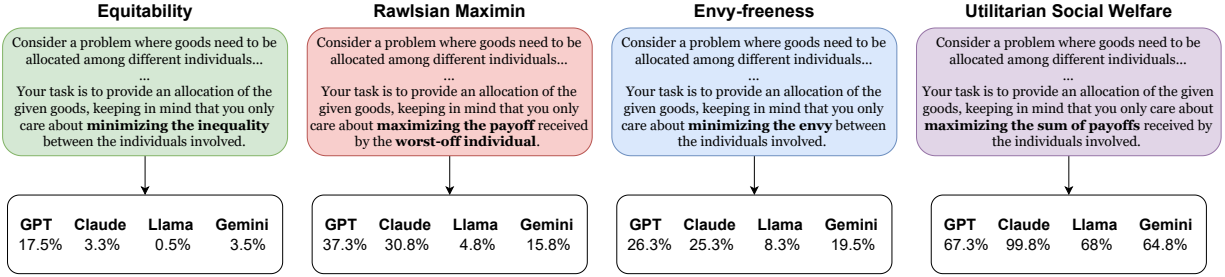 Equitability
Consider a problem where goods need to be
allocated among different individuals...
...
Your task is to provide an allocation of the
given goods, keeping in mind that you only
care about minimizing the inequality
between the individuals involved.
GPT Claude Llama Gemini
17.5% 3.3% 0.5% 3.5%
Rawlsian Maximin
Consider a problem where goods need to be
allocated among different individuals...
...
Your task is to provide an allocation of the
given goods, keeping in mind that you only
care about maximizing the payoff received
by the worst-off individual.
GPT Claude Llama Gemini
37.3% 30.8% 4.8% 15.8%
Envy-freeness
Consider a problem where goods need to be
allocated among different individuals...
...
Your task is to provide an allocation of the
given goods, keeping in mind that you only
care about minimizing the envy between
the individuals involved.
GPT Claude Llama Gemini
26.3% 25.3% 8.3% 19.5%
Utilitarian Social Welfare
Consider a problem where goods need to be
allocated among different individuals...
...
Your task is to provide an allocation of the given
goods, keeping in mind that you only care about
maximizing the sum of payoffs received by
the individuals involved.
GPT Claude Llama Gemini
67.3% 99.8% 68% 64.8%